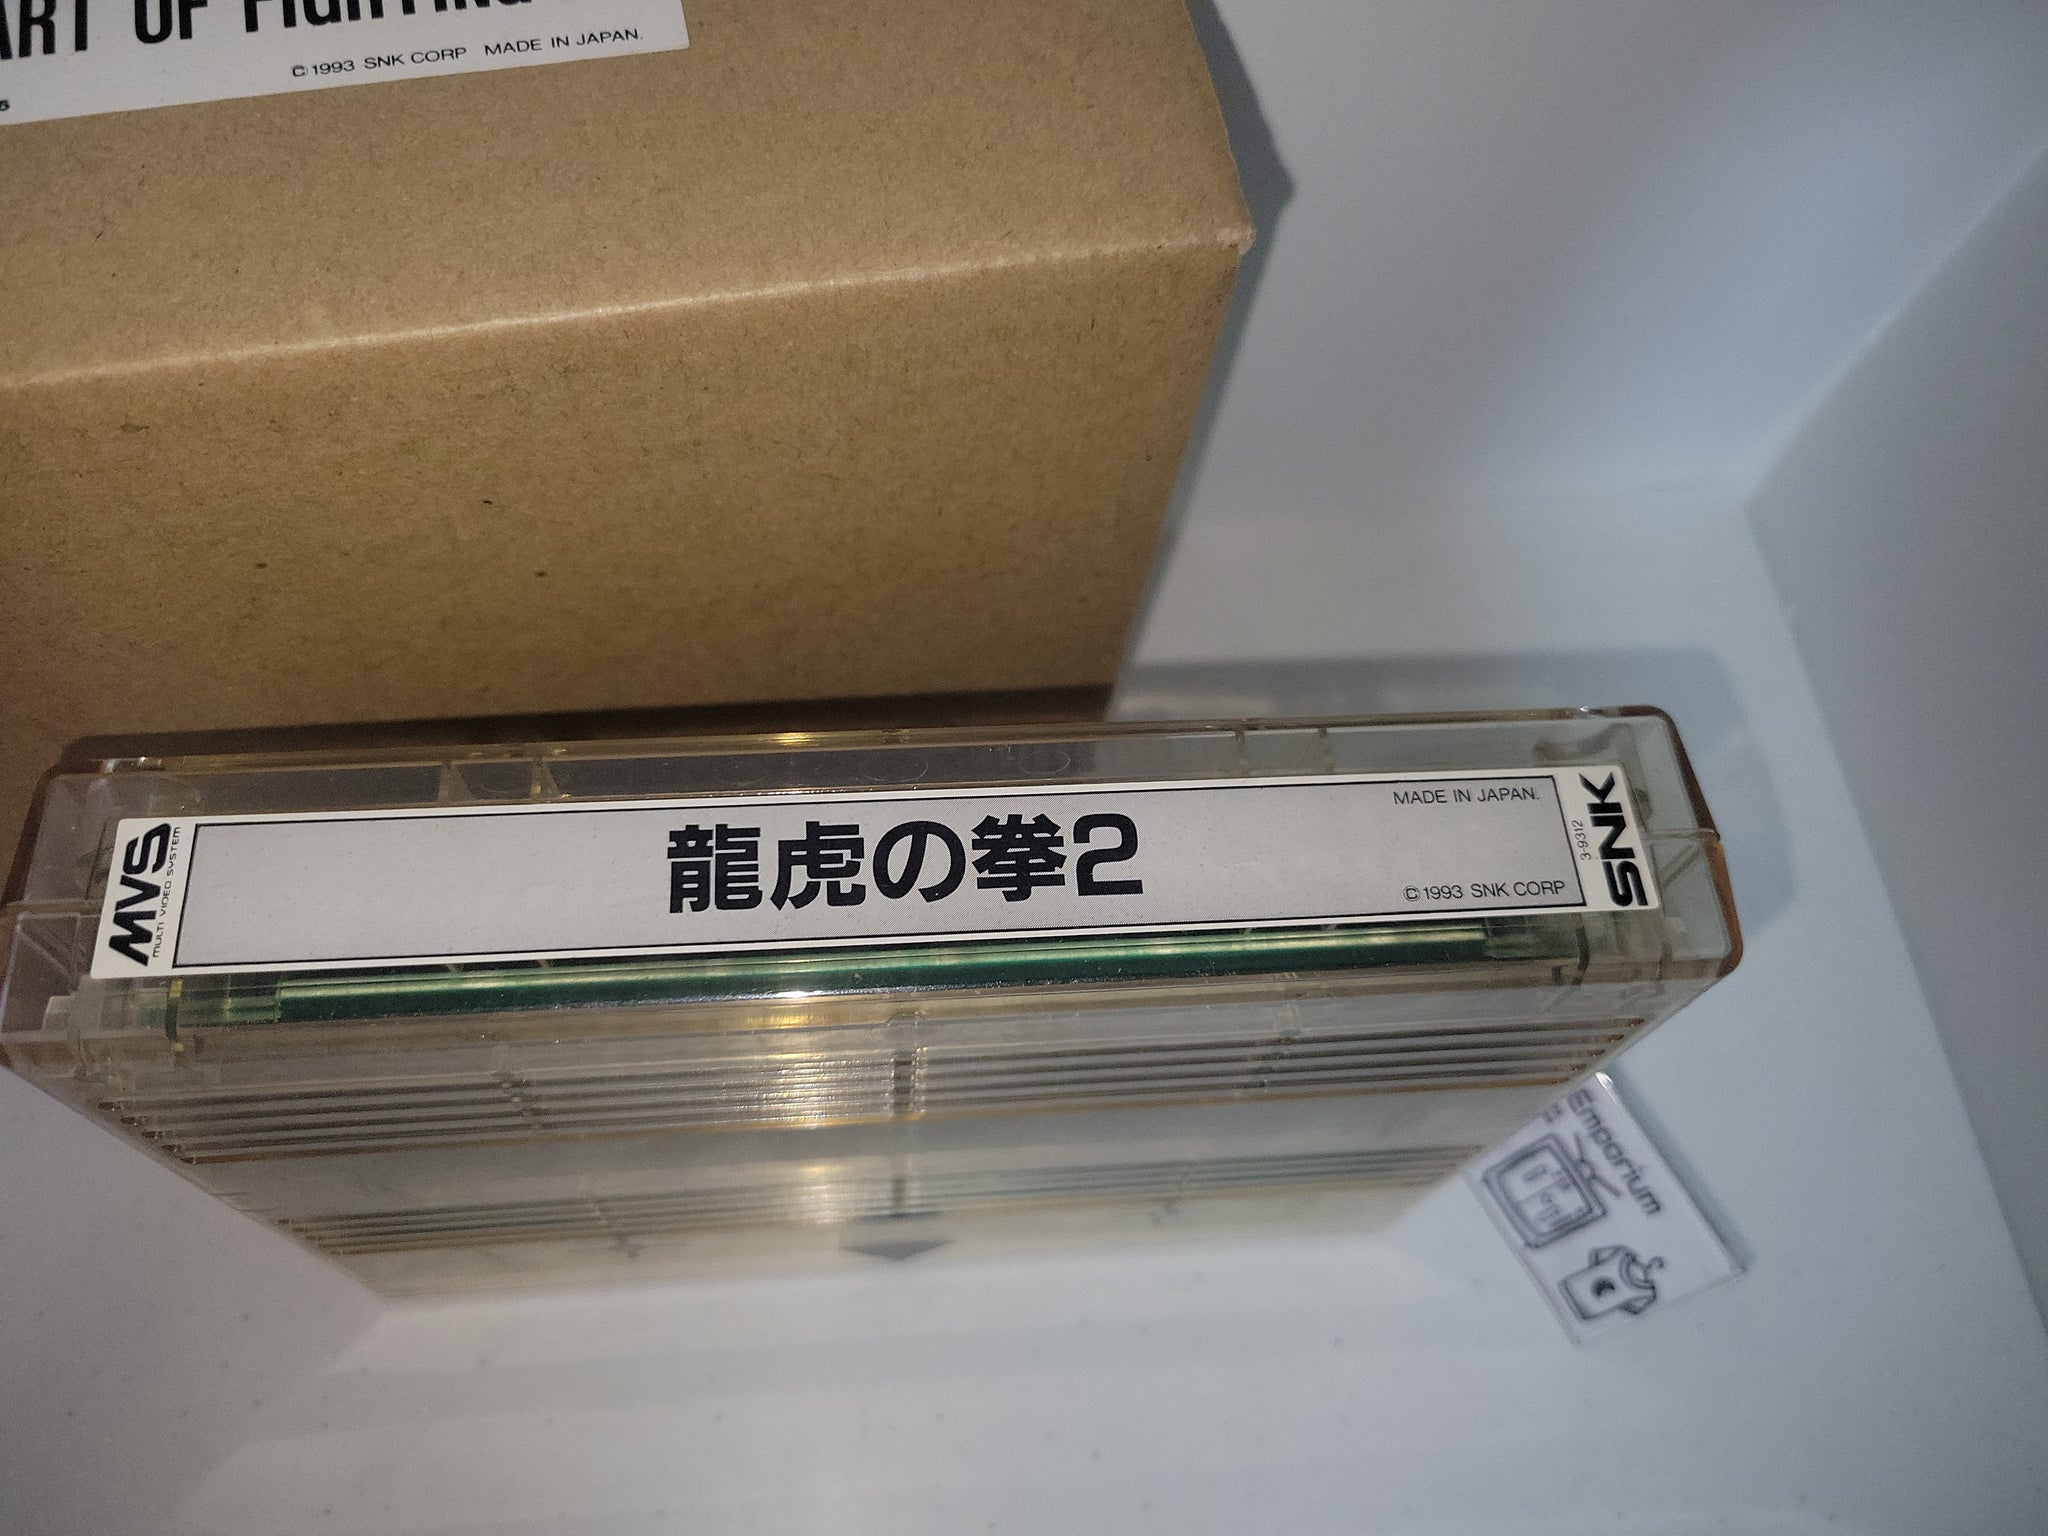 ART OF FIGHTING
©1993 SNK CORP MADE IN JAPAN.
MVS
MULTI VIDEO SYSTEM
龍虎の拳2
MADE IN JAPAN.
©1993 SNK CORP
3-9312
SNK
Emporium